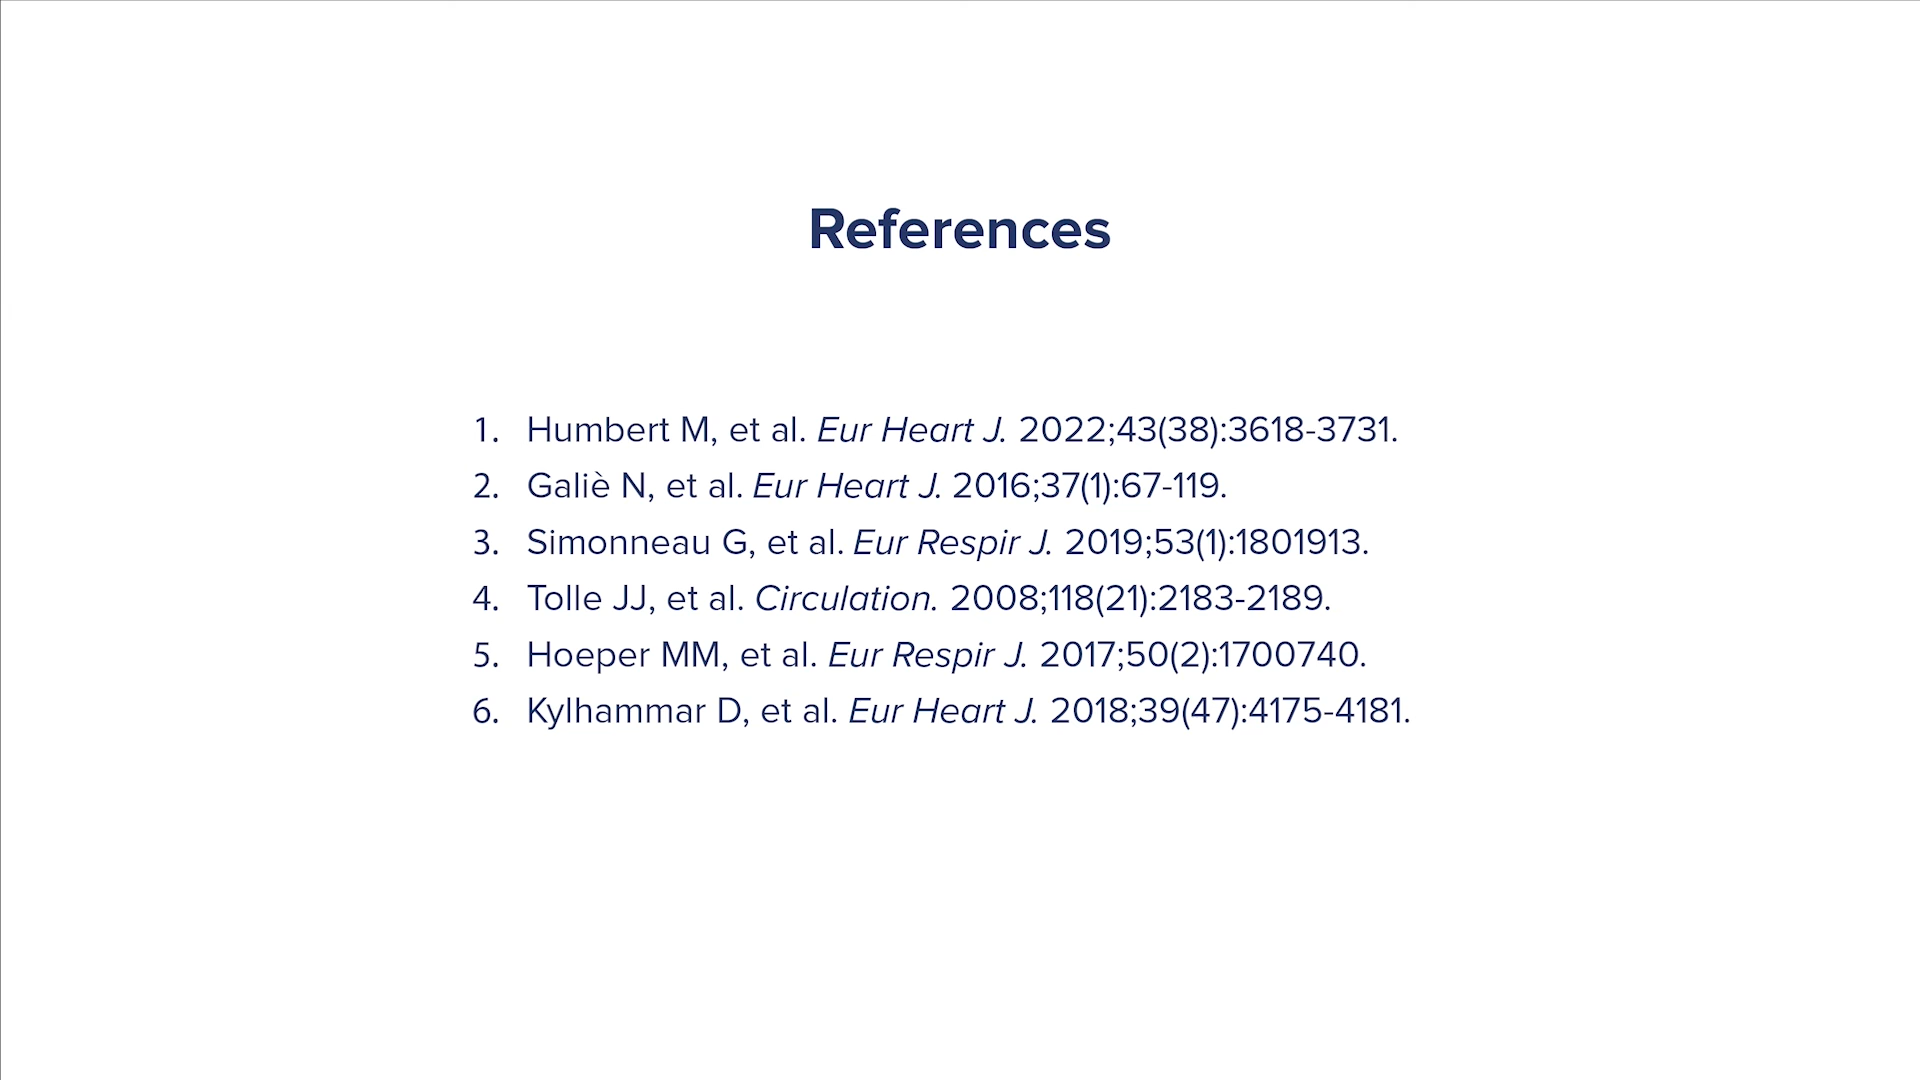 References
1. Humbert M, et al. Eur Heart J. 2022;43(38):3618-3731.
2. Galiè N, et al. Eur Heart J. 2016;37(1):67-119.
3. Simonneau G, et al. Eur Respir J. 2019;53(1):1801913.
4. Tolle JJ, et al. Circulation. 2008;118(21):2183-2189.
5. Hoeper MM, et al. Eur Respir J. 2017;50(2):1700740.
6. Kylhammar D, et al. Eur Heart J. 2018;39(47):4175-4181.